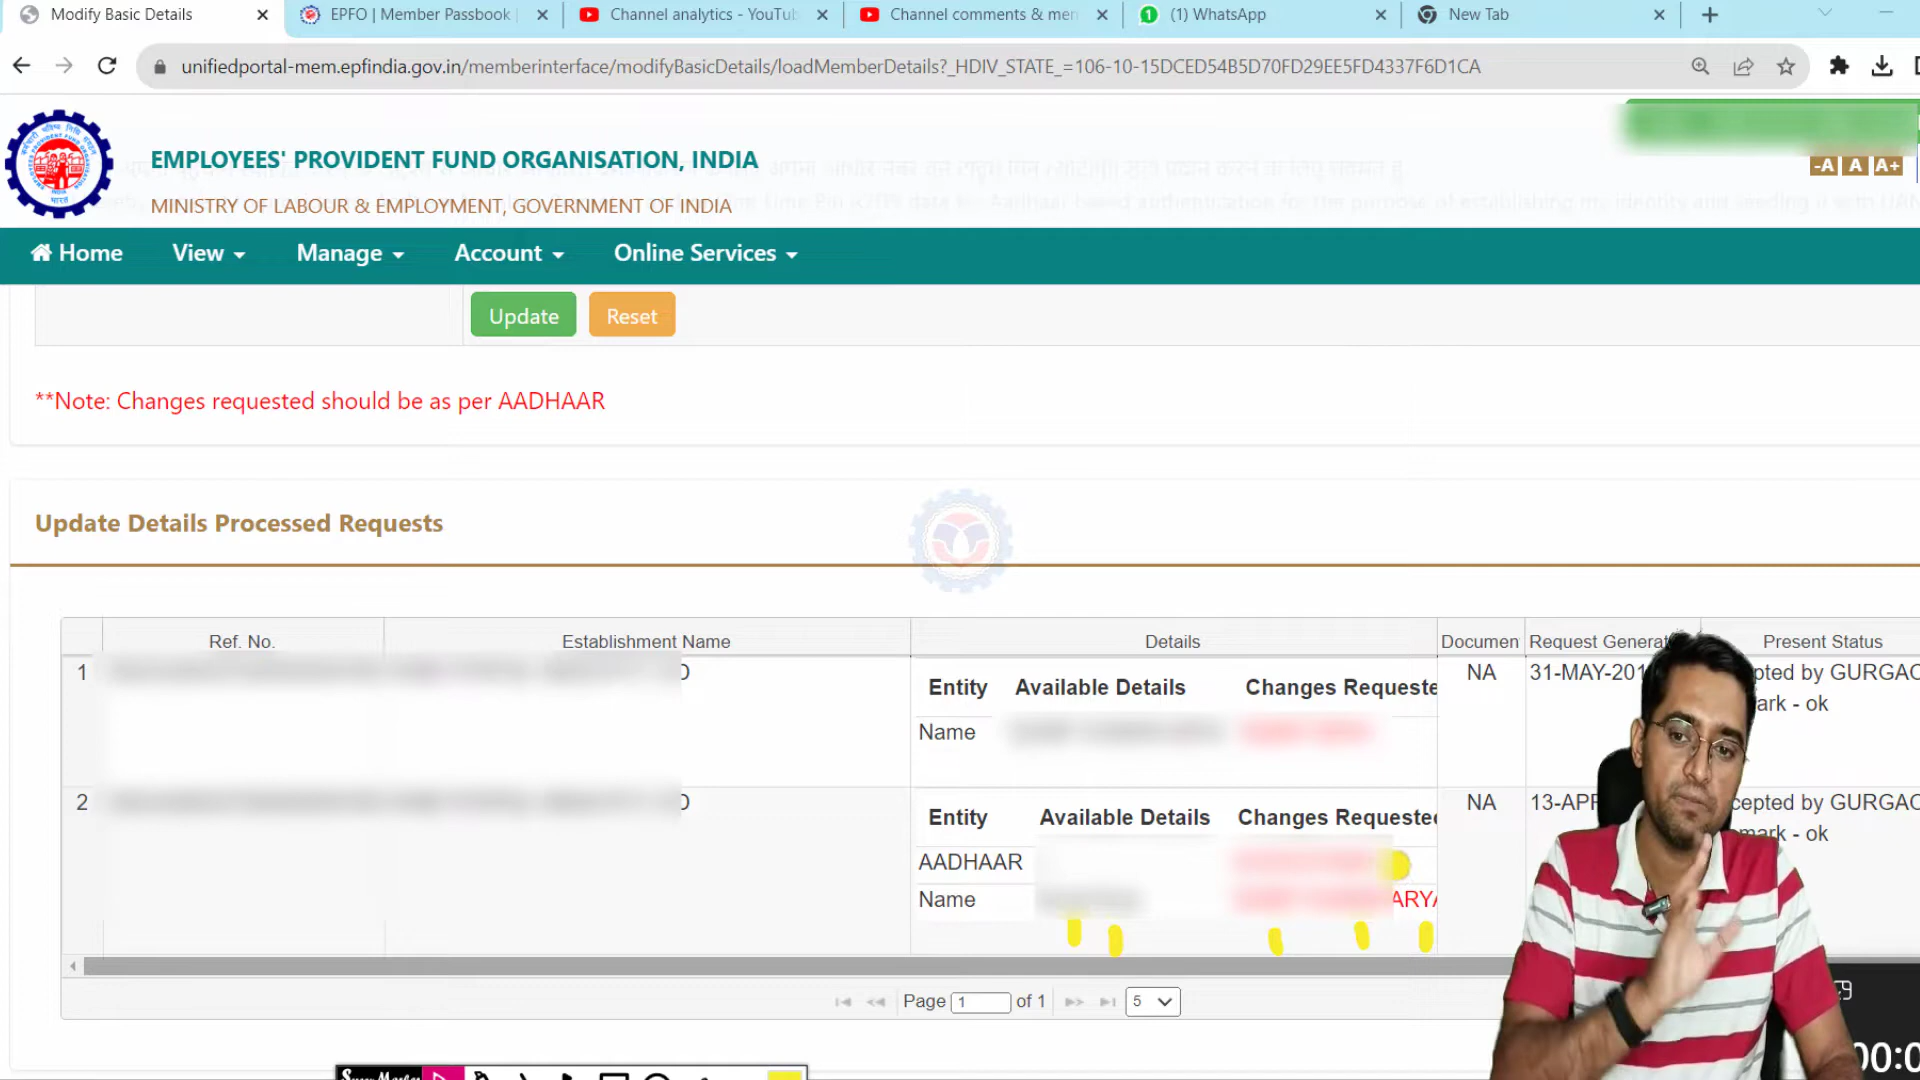 Modify Basic Details
EPFO | Member Passbook
Channel analytics - YouTub
Channel comments & men
(1) WhatsApp
New Tab
unifiedportal-mem.epfindia.gov.in/memberinterface/modifyBasicDetails/loadMemberDetails?_HDIV_STATE_=106-10-15DCED54B5D70FD29EE5FD4337F6D1CA
EMPLOYEES' PROVIDENT FUND ORGANISATION, INDIA
MINISTRY OF LABOUR & EMPLOYMENT, GOVERNMENT OF INDIA
-A A A+
Home View Manage Account Online Services
Update Reset
**Note: Changes requested should be as per AADHAAR
Update Details Processed Requests
Ref. No. Establishment Name Details Documen Request Generat Present Status
1 D NA 31-MAY-201 pted by GURGAO
Entity Available Details Changes Requeste
ark - ok
Name
2 D NA 13-APR cepted by GURGAO
Entity Available Details Changes Requested
mark - ok
AADHAAR
Name ARYA
Page 1 of 1 5
00:0